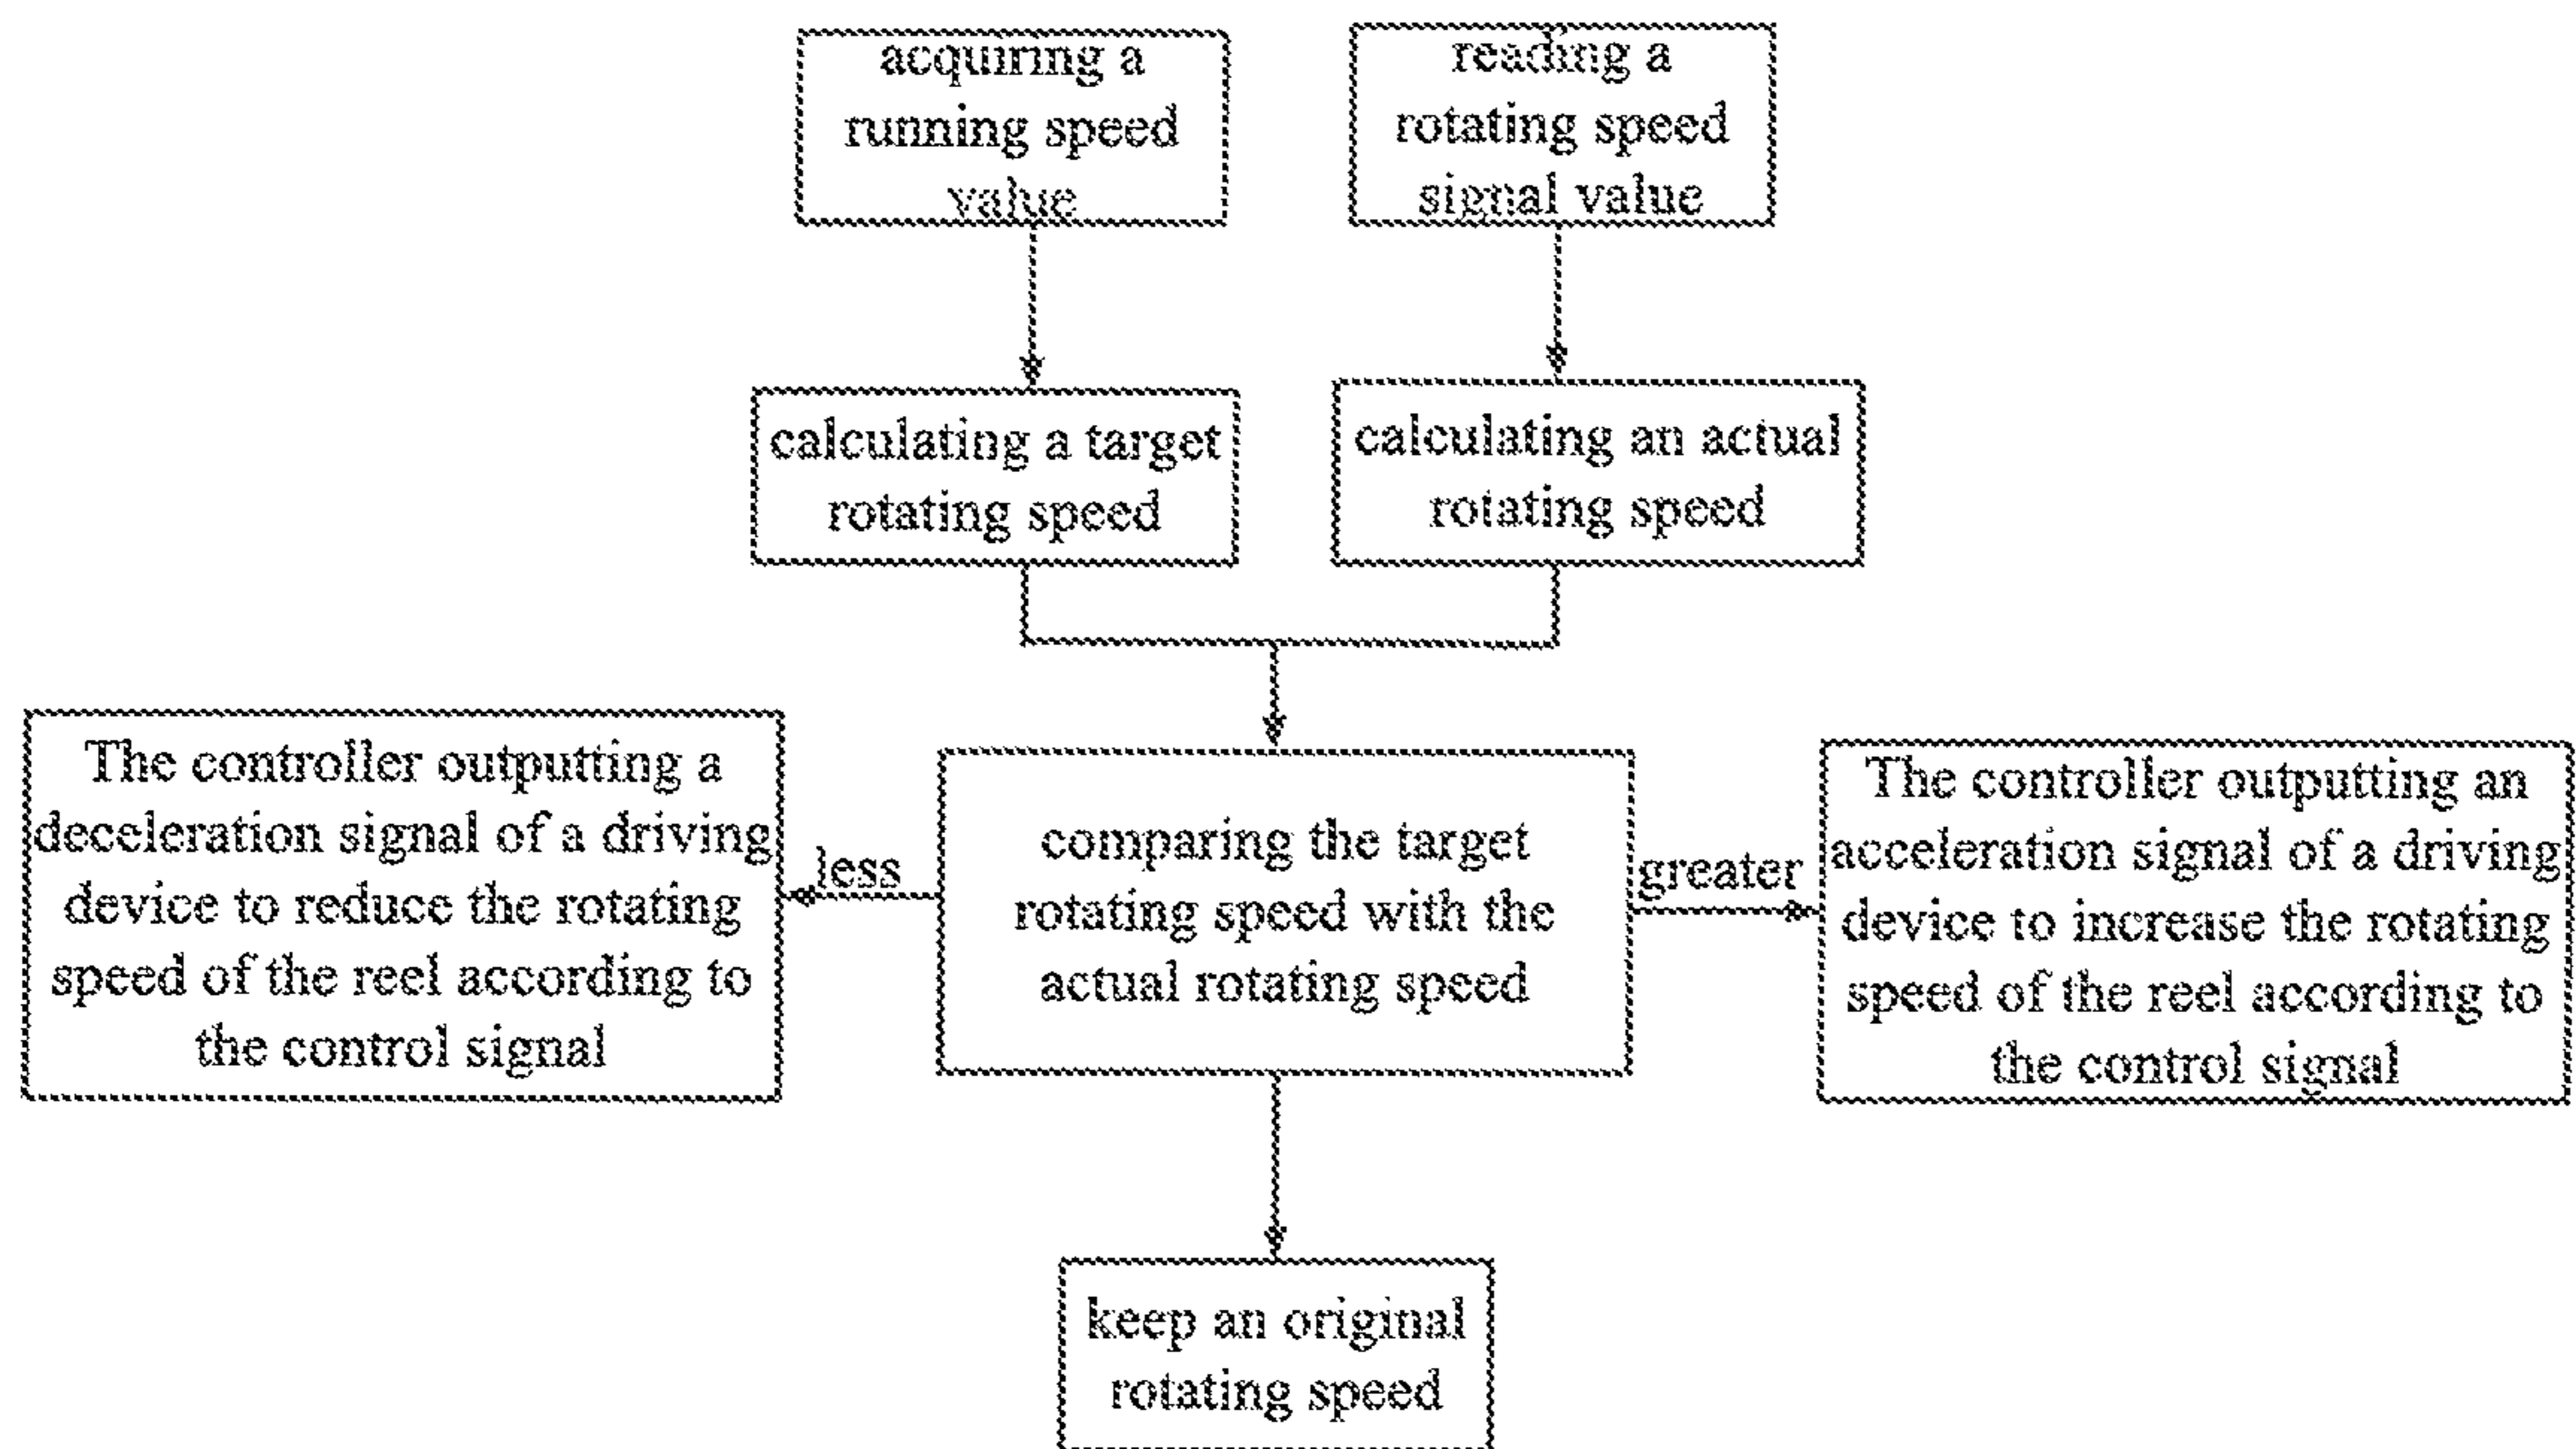 acquiring a
running speed
value
reading a
rotating speed
signal value
calculating a target
rotating speed
calculating an actual
rotating speed
The controller outputting a
deceleration signal of a driving
device to reduce the rotating
speed of the reel according to
the control signal
less
comparing the target
rotating speed with the
actual rotating speed
greater
The controller outputting an
acceleration signal of a driving
device to increase the rotating
speed of the reel according to
the control signal
keep an original
rotating speed